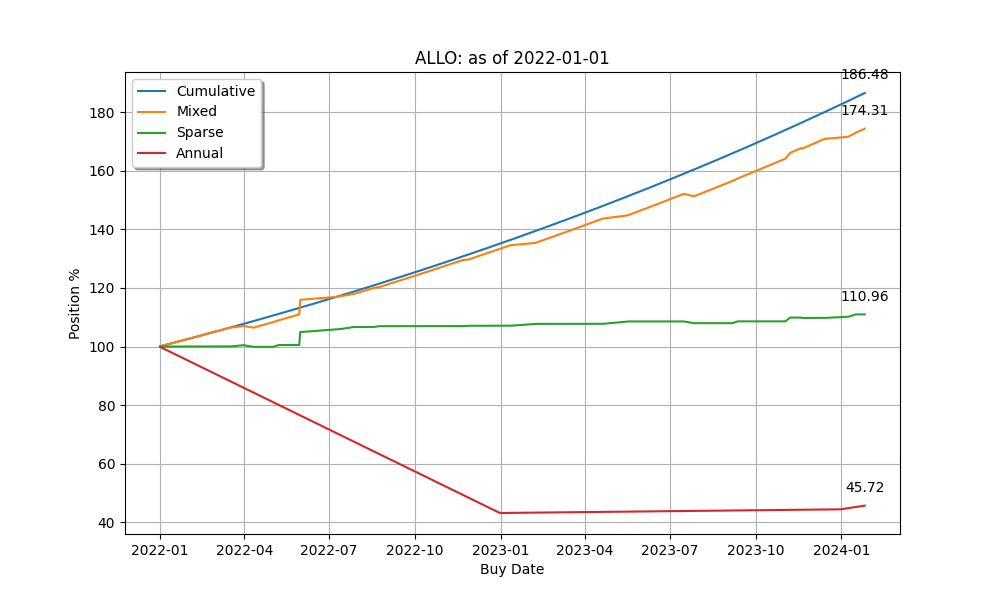 ALLO: as of 2022-01-01
Cumulative
Mixed
Sparse
Annual
186.48
174.31
110.96
45.72
180
160
140
120
100
80
60
40
Position %
2022-01 2022-04 2022-07 2022-10 2023-01 2023-04 2023-07 2023-10 2024-01
Buy Date